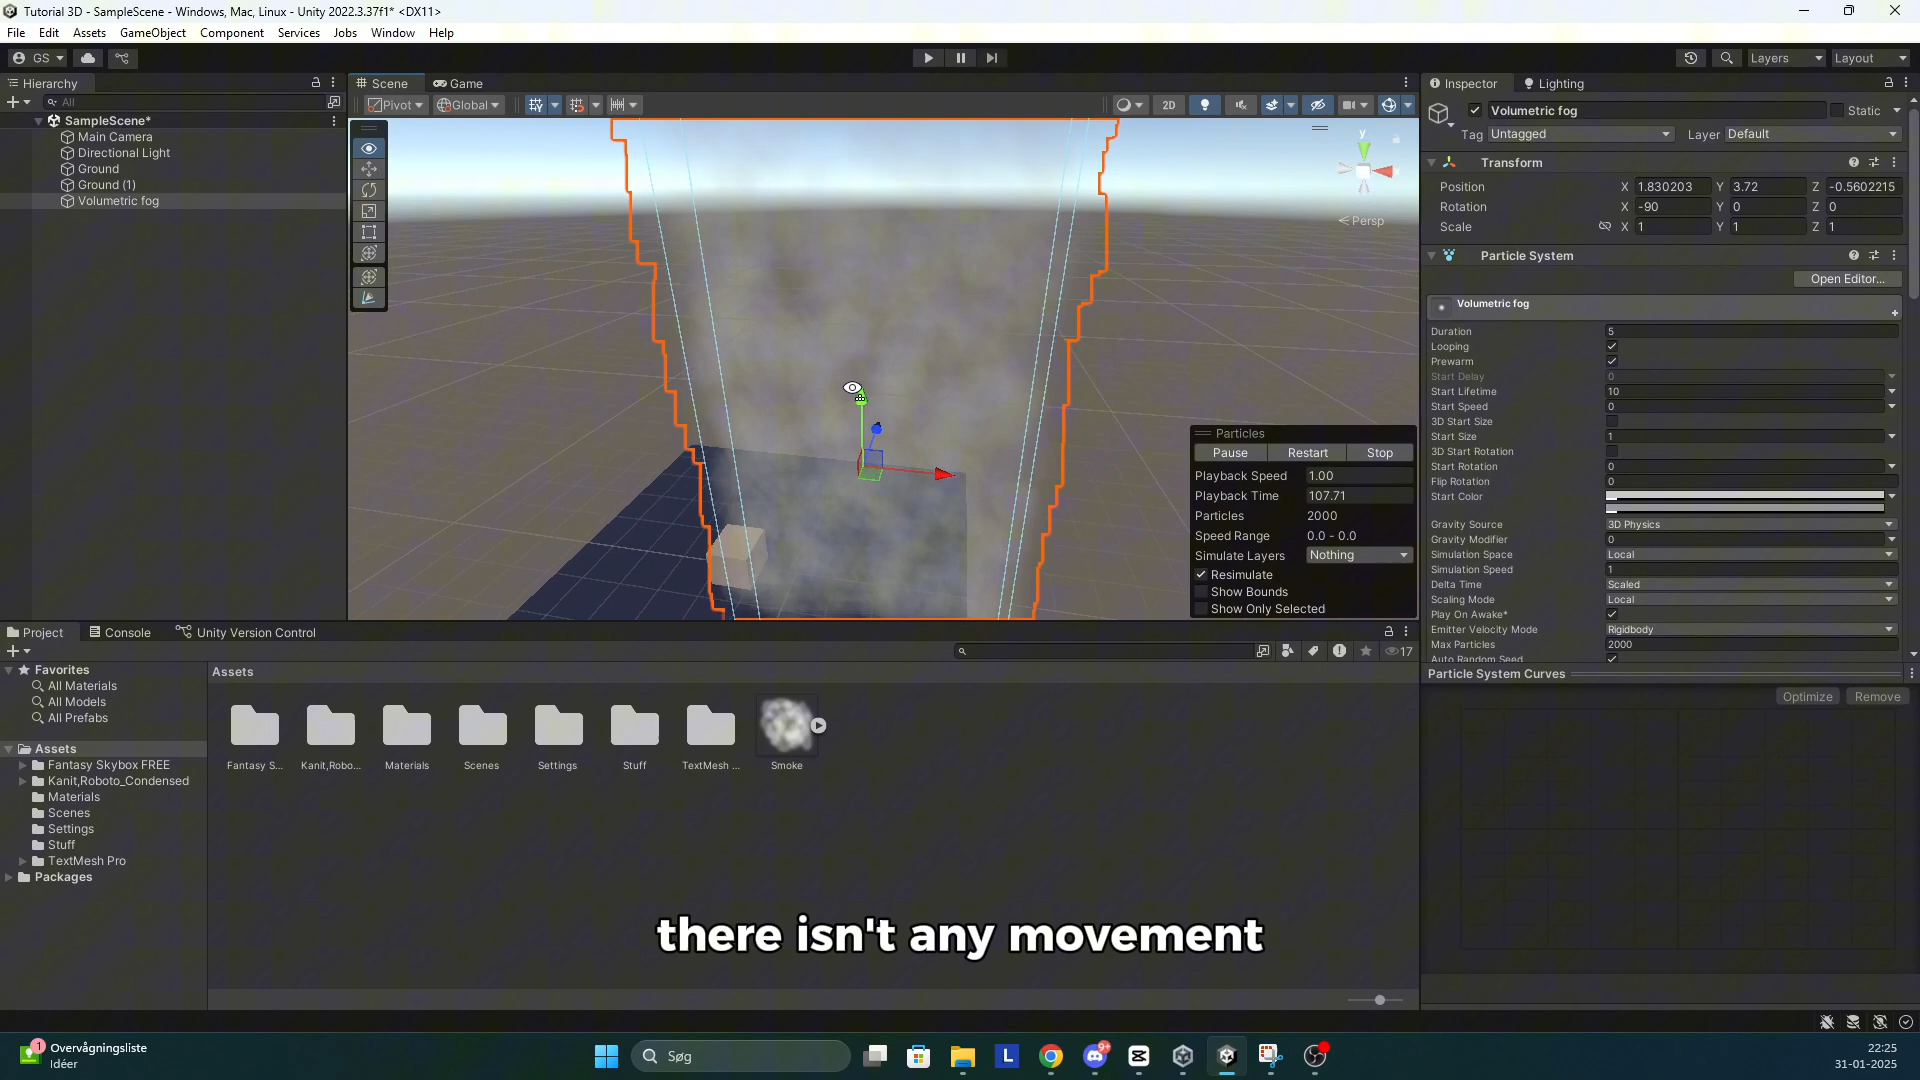 Tutorial 3D - SampleScene - Windows, Mac, Linux - Unity 2022.3.37f1* <DX11>
File Edit Assets GameObject Component Services Jobs Window Help
GS
Layers Layout
Hierarchy
All
SampleScene*
Main Camera
Directional Light
Ground
Ground (1)
Volumetric fog
Scene Game
Pivot Global 2D
y
Persp
Particles
Pause Restart Stop
Playback Speed 1.00
Playback Time 107.71
Particles 2000
Speed Range 0.0 - 0.0
Simulate Layers Nothing
Resimulate
Show Bounds
Show Only Selected
Inspector Lighting
Volumetric fog Static
Tag Untagged Layer Default
Transform
Position X 1.830203 Y 3.72 Z -0.5602215
Rotation X -90 Y 0 Z 0
Scale X 1 Y 1 Z 1
Particle System
Open Editor...
Volumetric fog
Duration 5
Looping
Prewarm
Start Delay 0
Start Lifetime 10
Start Speed 0
3D Start Size
Start Size 1
3D Start Rotation
Start Rotation 0
Flip Rotation 0
Start Color
Gravity Source 3D Physics
Gravity Modifier 0
Simulation Space Local
Simulation Speed 1
Delta Time Scaled
Scaling Mode Local
Play On Awake*
Emitter Velocity Mode Rigidbody
Max Particles 2000
Auto Random Seed
Particle System Curves
Optimize Remove
Project Console Unity Version Control
17
Favorites
All Materials
All Models
All Prefabs
Assets
Fantasy Skybox FREE
Kanit,Roboto_Condensed
Materials
Scenes
Settings
Stuff
TextMesh Pro
Packages
Assets
Fantasy S... Kanit,Robo... Materials Scenes Settings Stuff TextMesh ... Smoke
there isn't any movement
1
Overvågningsliste
Idéer
Søg
L
9+
22:25
31-01-2025